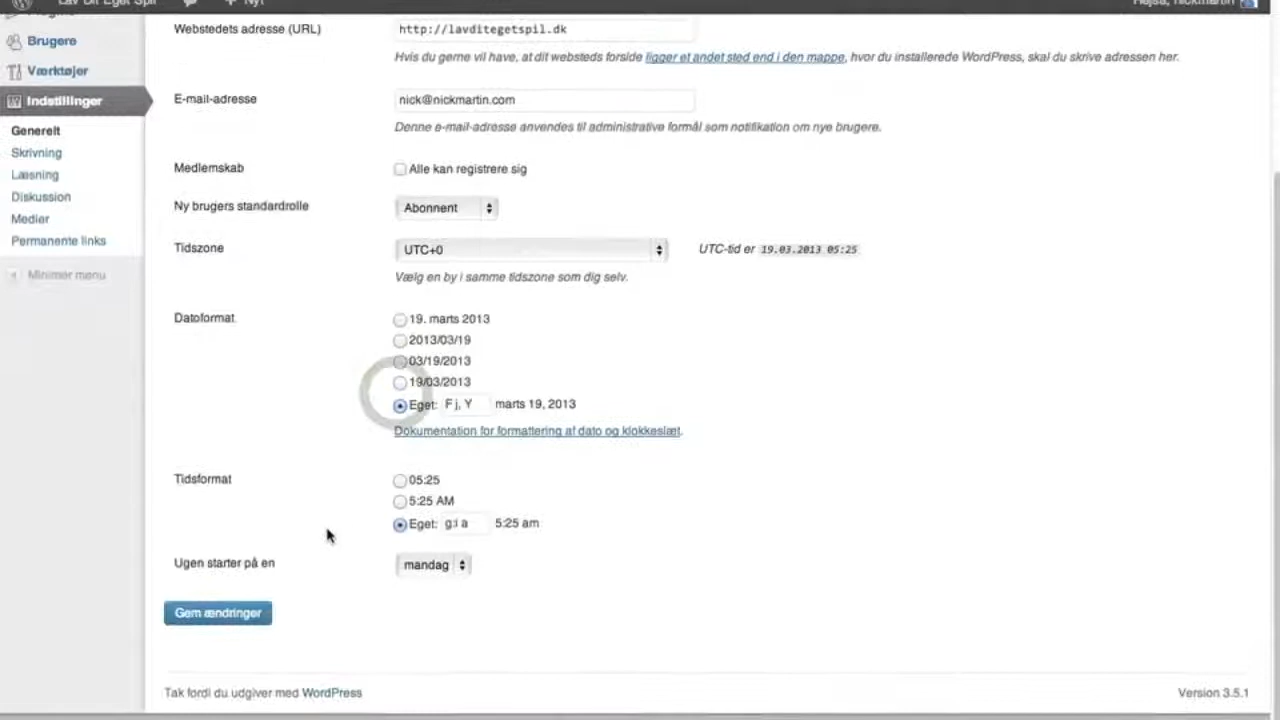 Lav Dit Eget Spil + Nyt Hejsa, nickmartin
Brugere
Værktøjer
Indstillinger
Generelt
Skrivning
Læsning
Diskussion
Medier
Permanente links
Minimer menu
Webstedets adresse (URL) http://lavditegetspil.dk
Hvis du gerne vil have, at dit websteds forside ligger et andet sted end i den mappe, hvor du installerede WordPress, skal du skrive adressen her.
E-mail-adresse nick@nickmartin.com
Denne e-mail-adresse anvendes til administrative formål som notifikation om nye brugere.
Medlemskab Alle kan registrere sig
Ny brugers standardrolle Abonnent
Tidszone UTC+0 UTC-tid er 19.03.2013 05:25
Vælg en by i samme tidszone som dig selv.
Datoformat 19. marts 2013
2013/03/19
03/19/2013
19/03/2013
Eget: F j, Y marts 19, 2013
Dokumentation for formattering af dato og klokkeslæt.
Tidsformat 05:25
5:25 AM
Eget: g:i a 5:25 am
Ugen starter på en mandag
Gem ændringer
Tak fordi du udgiver med WordPress Version 3.5.1